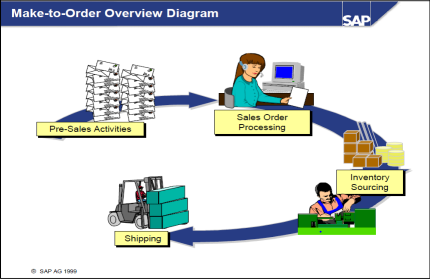 Make-to-Order Overview Diagram
SAP
Pre-Sales Activities
Sales Order
Processing
Inventory
Sourcing
Shipping
© SAP AG 1999